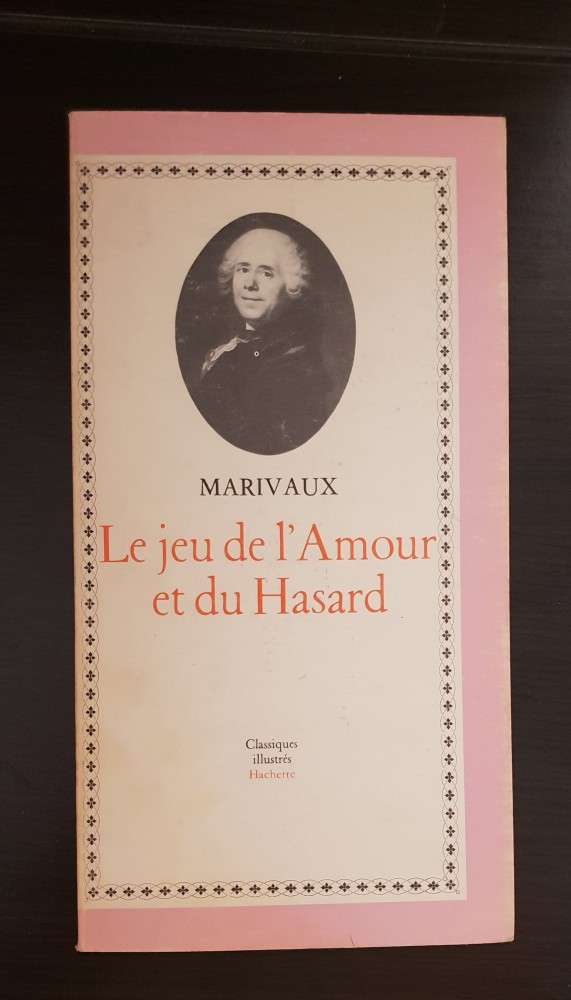 MARIVAUX
Le jeu de l'Amour
et du Hasard
Classiques
illustrés
Hachette